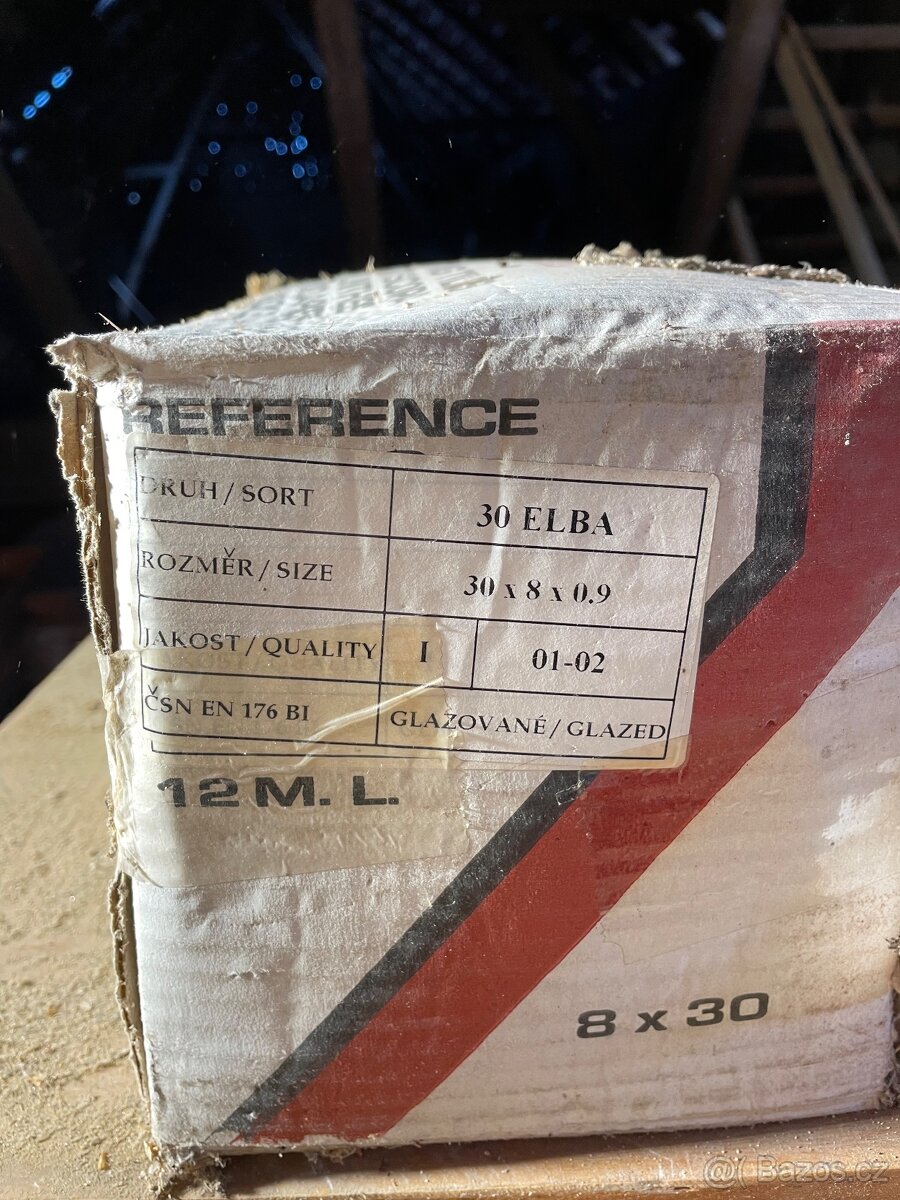 REFERENCE
DRUH / SORT 30 ELBA
ROZMĚR / SIZE 30 x 8 x 0.9
JAKOST / QUALITY I 01-02
ČSN EN 176 BI GLAZOVANÉ / GLAZED
12 M. L.
8 x 30
@( Bazos.cz